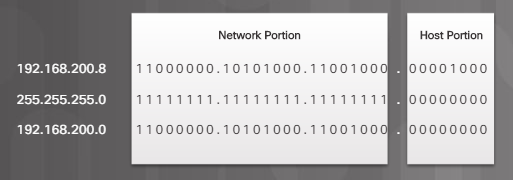 Network Portion Host Portion
192.168.200.8 11000000.10101000.11001000 . 00001000
255.255.255.0 11111111.11111111.11111111 . 00000000
192.168.200.0 11000000.10101000.11001000 . 00000000